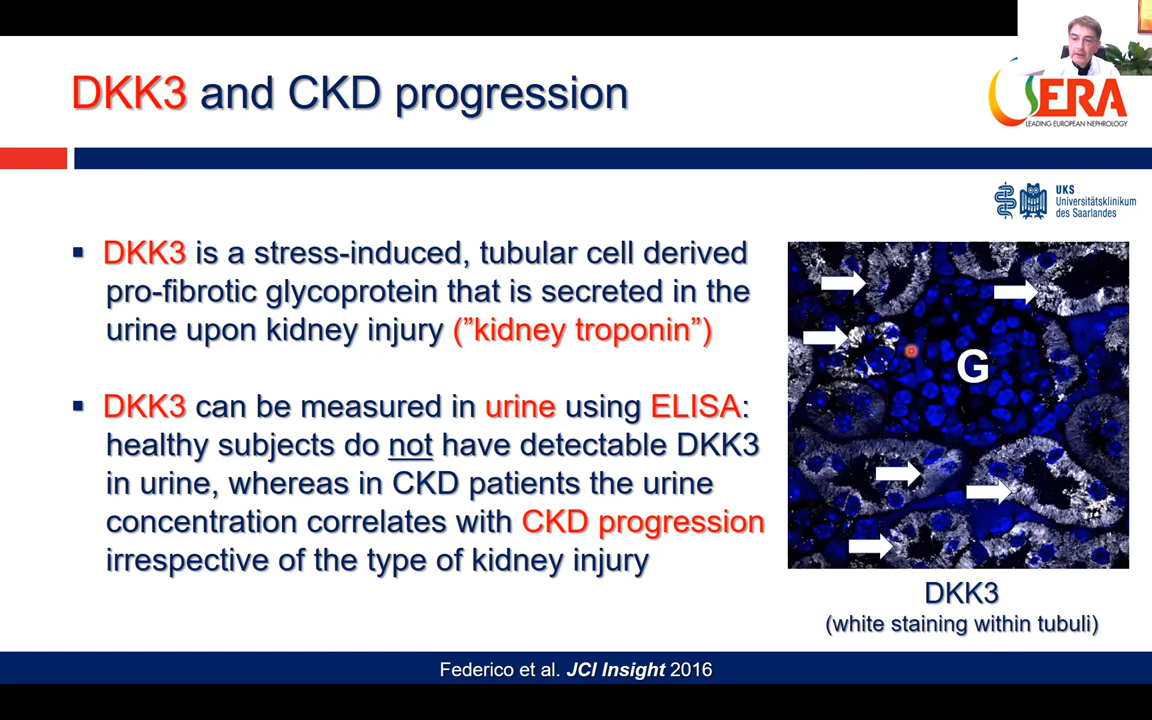 DKK3 and CKD progression
ERA
LEADING EUROPEAN NEPHROLOGY
UKS
Universitätsklinikum
des Saarlandes
▪ DKK3 is a stress-induced, tubular cell derived
pro-fibrotic glycoprotein that is secreted in the
urine upon kidney injury (”kidney troponin”)
▪ DKK3 can be measured in urine using ELISA:
healthy subjects do not have detectable DKK3
in urine, whereas in CKD patients the urine
concentration correlates with CKD progression
irrespective of the type of kidney injury
G
DKK3
(white staining within tubuli)
Federico et al. JCI Insight 2016